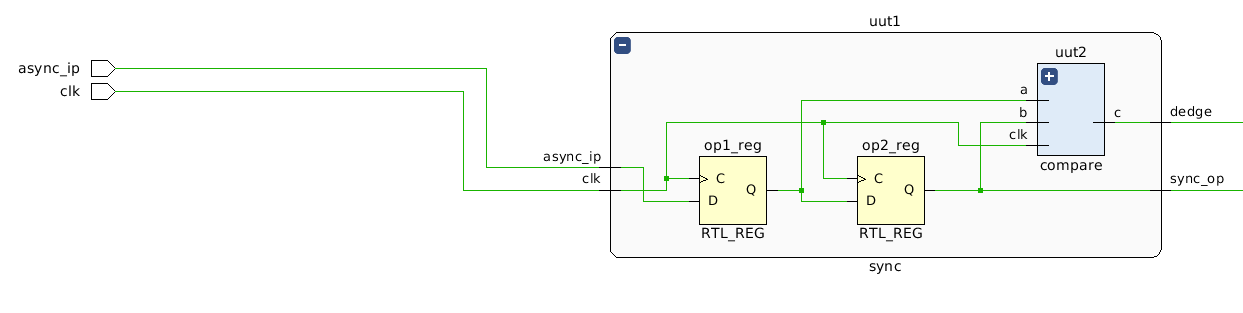 uut1
async_ip
clk
uut2
a
b
clk
c
dedge
op1_reg
op2_reg
compare
async_ip
clk
C
Q
D
C
Q
D
sync_op
RTL_REG
RTL_REG
sync